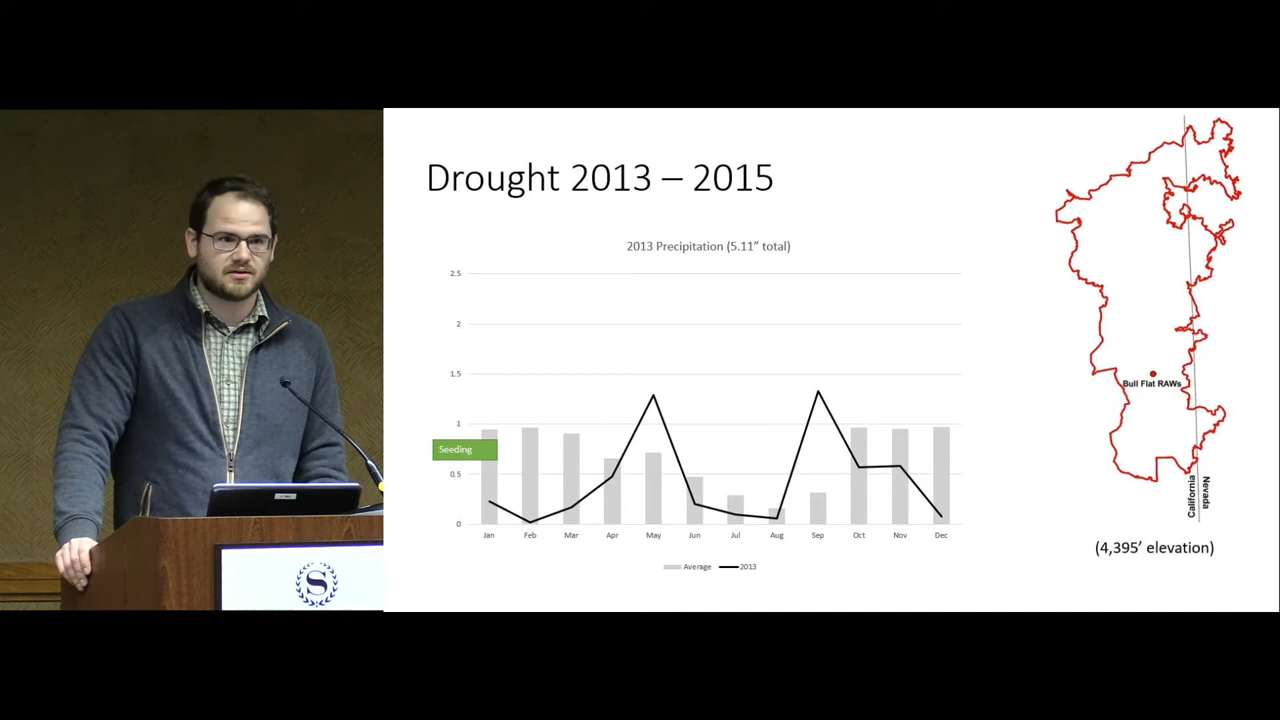 Drought 2013 – 2015
2013 Precipitation (5.11" total)
2.5
2
1.5
1
0.5
0
Seeding
Jan Feb Mar Apr May Jun Jul Aug Sep Oct Nov Dec
Average 2013
Bull Flat RAWs
California
Nevada
(4,395' elevation)
S